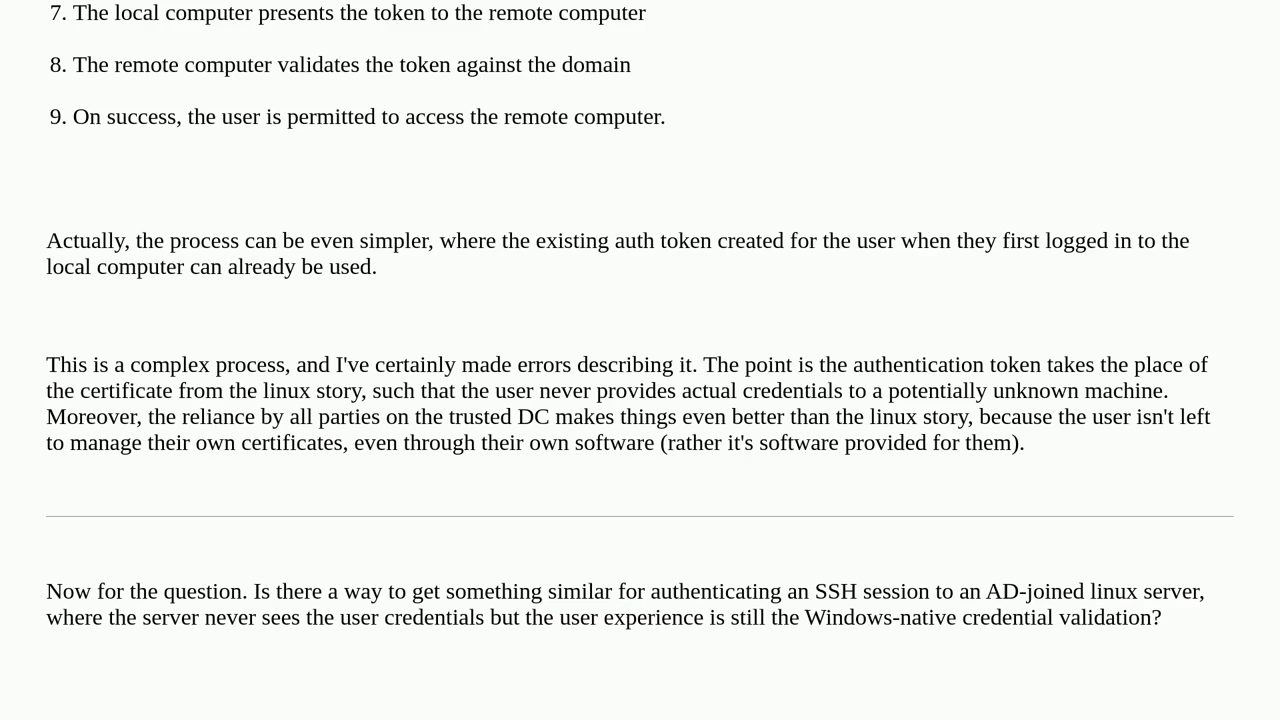 7. The local computer presents the token to the remote computer
8. The remote computer validates the token against the domain
9. On success, the user is permitted to access the remote computer.
Actually, the process can be even simpler, where the existing auth token created for the user when they first logged in to the
local computer can already be used.
This is a complex process, and I've certainly made errors describing it. The point is the authentication token takes the place of
the certificate from the linux story, such that the user never provides actual credentials to a potentially unknown machine.
Moreover, the reliance by all parties on the trusted DC makes things even better than the linux story, because the user isn't left
to manage their own certificates, even through their own software (rather it's software provided for them).
Now for the question. Is there a way to get something similar for authenticating an SSH session to an AD-joined linux server,
where the server never sees the user credentials but the user experience is still the Windows-native credential validation?